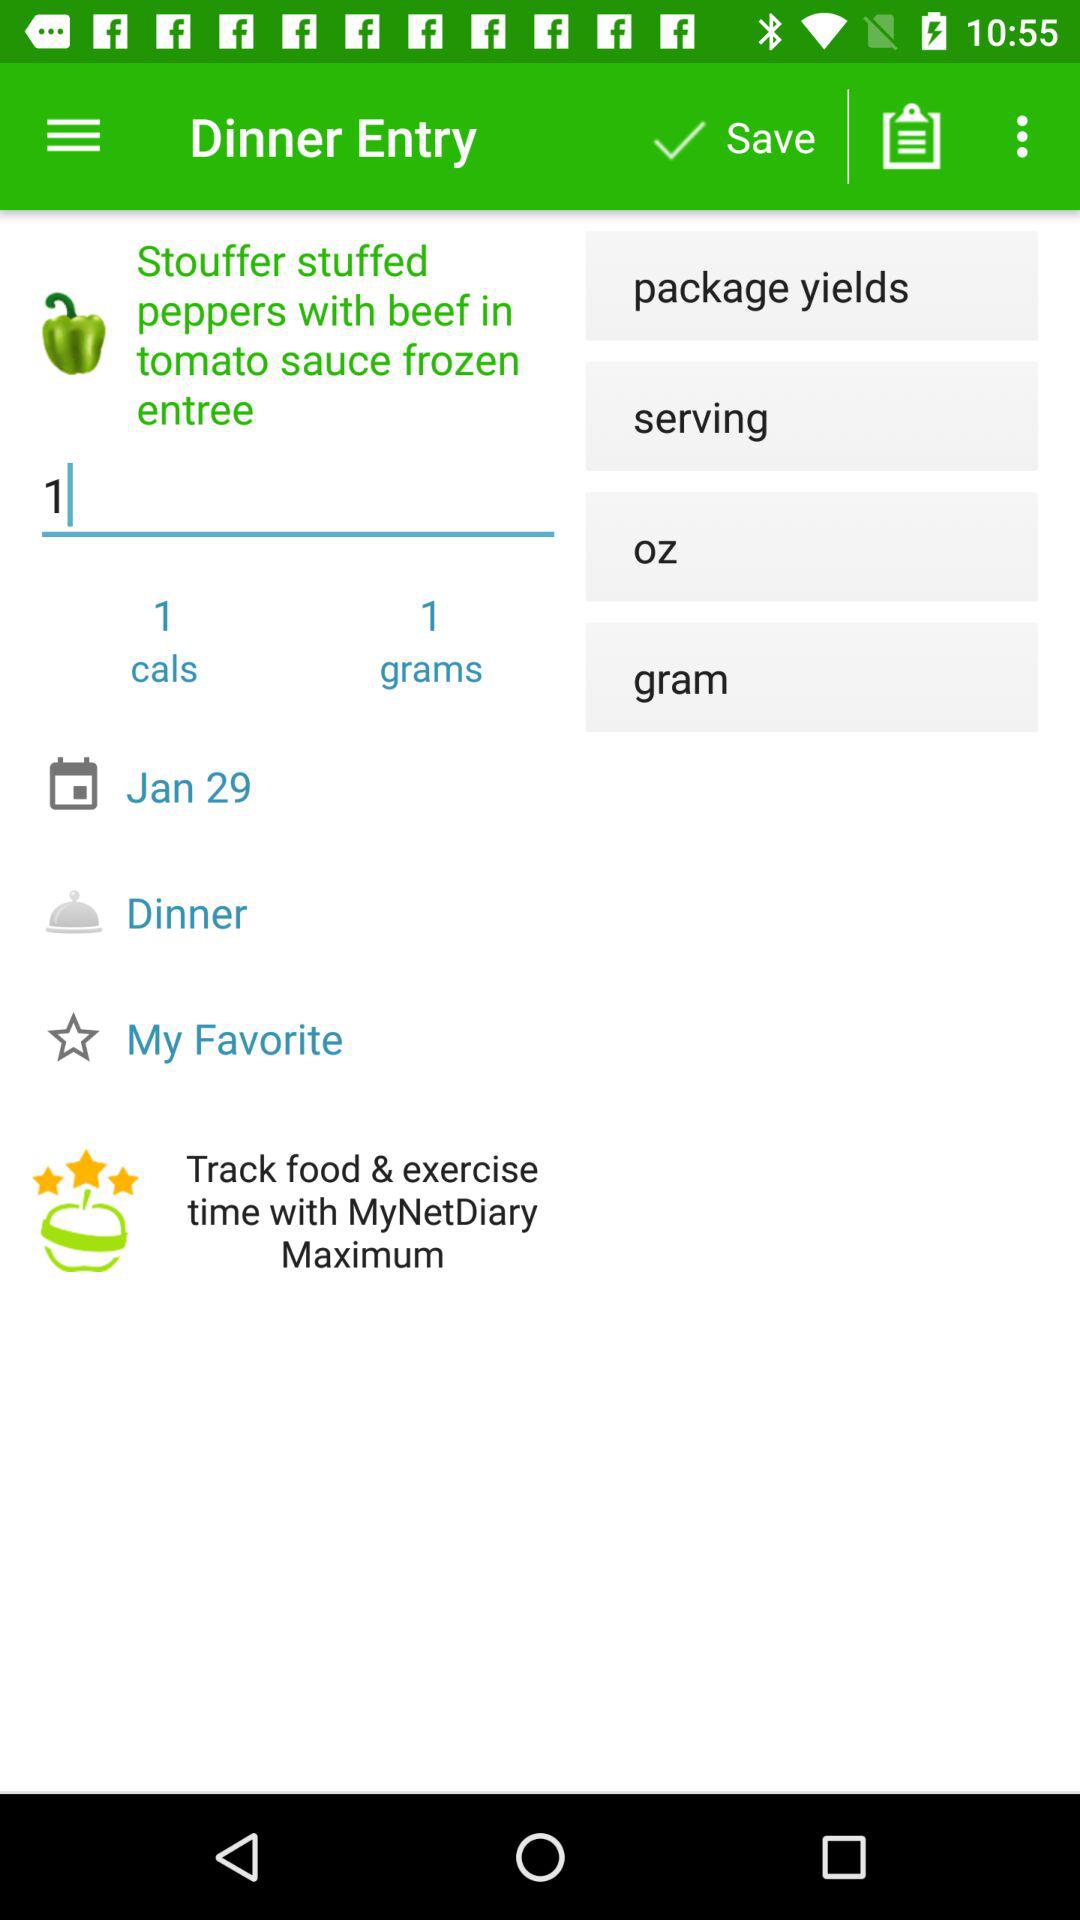 10:55
Dinner Entry
Save
Stouffer stuffed
peppers with beef in
tomato sauce frozen
entree
1
1
cals
1
grams
package yields
serving
oz
gram
Jan 29
Dinner
My Favorite
Track food & exercise
time with MyNetDiary
Maximum